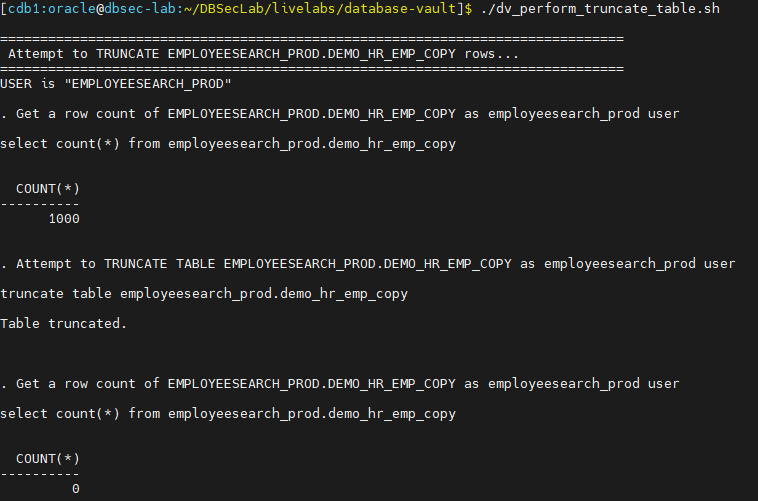 [cdb1:oracle@dbsec-lab:~/DBSecLab/livelabs/database-vault]$ ./dv_perform_truncate_table.sh
==============================================================================
Attempt to TRUNCATE EMPLOYEESEARCH_PROD.DEMO_HR_EMP_COPY rows...
==============================================================================
USER is "EMPLOYEESEARCH_PROD"
. Get a row count of EMPLOYEESEARCH_PROD.DEMO_HR_EMP_COPY as employeesearch_prod user
select count(*) from employeesearch_prod.demo_hr_emp_copy
COUNT(*)
----------
1000
. Attempt to TRUNCATE TABLE EMPLOYEESEARCH_PROD.DEMO_HR_EMP_COPY as employeesearch_prod user
truncate table employeesearch_prod.demo_hr_emp_copy
Table truncated.
. Get a row count of EMPLOYEESEARCH_PROD.DEMO_HR_EMP_COPY as employeesearch_prod user
select count(*) from employeesearch_prod.demo_hr_emp_copy
COUNT(*)
----------
0